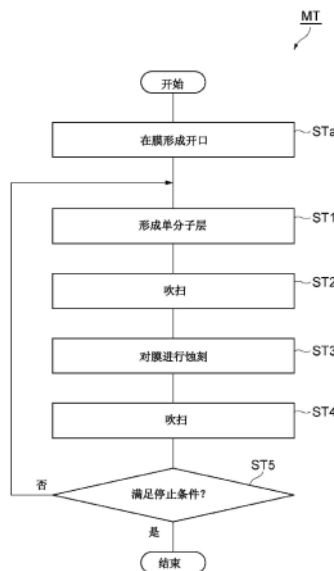 MT
开始
在膜形成开口
STa
形成单分子层
ST1
吹扫
ST2
对膜进行蚀刻
ST3
吹扫
ST4
ST5
否
满足停止条件?
是
结束